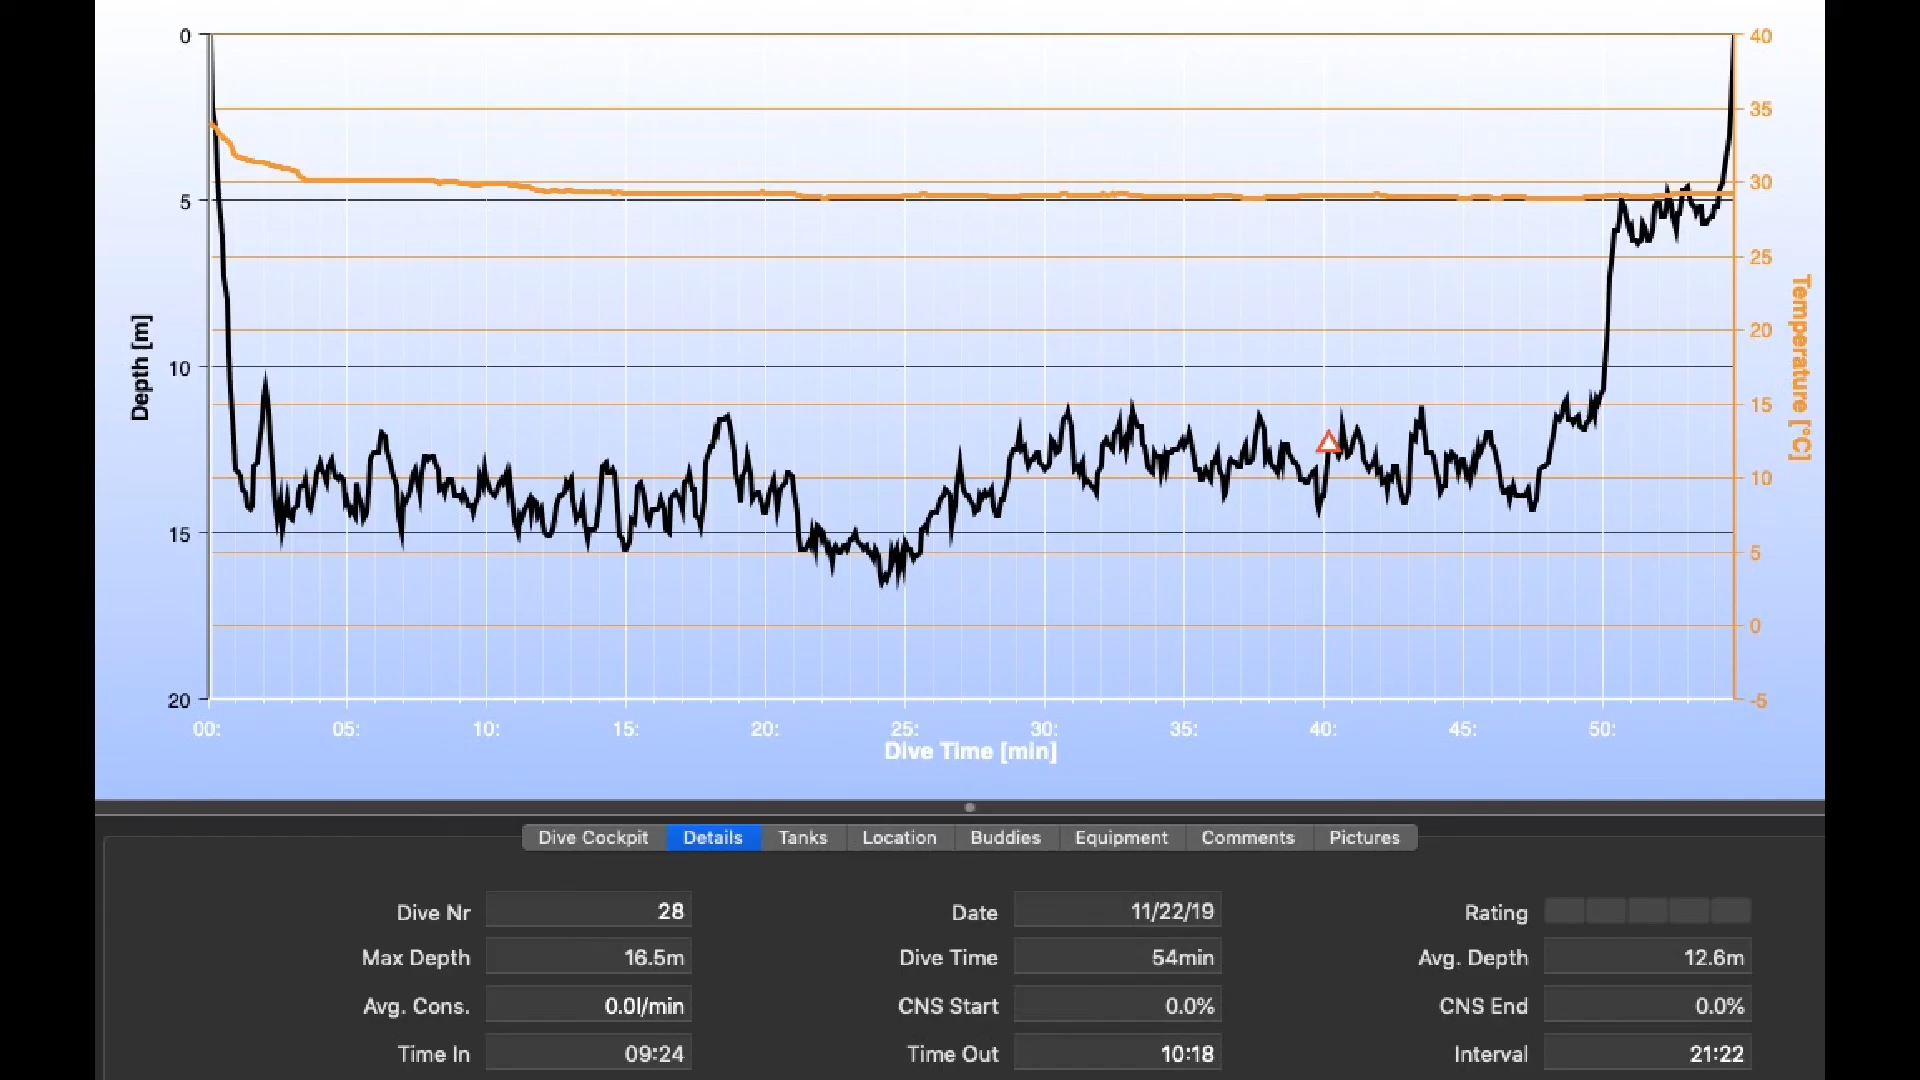 0
5
10
15
20
Depth [m]
40
35
30
25
20
15
10
5
0
-5
Temperature [°C]
00: 05: 10: 15: 20: 25: 30: 35: 40: 45: 50:
Dive Time [min]
Dive Cockpit Details Tanks Location Buddies Equipment Comments Pictures
Dive Nr 28 Date 11/22/19 Rating
Max Depth 16.5m Dive Time 54min Avg. Depth 12.6m
Avg. Cons. 0.0l/min CNS Start 0.0% CNS End 0.0%
Time In 09:24 Time Out 10:18 Interval 21:22